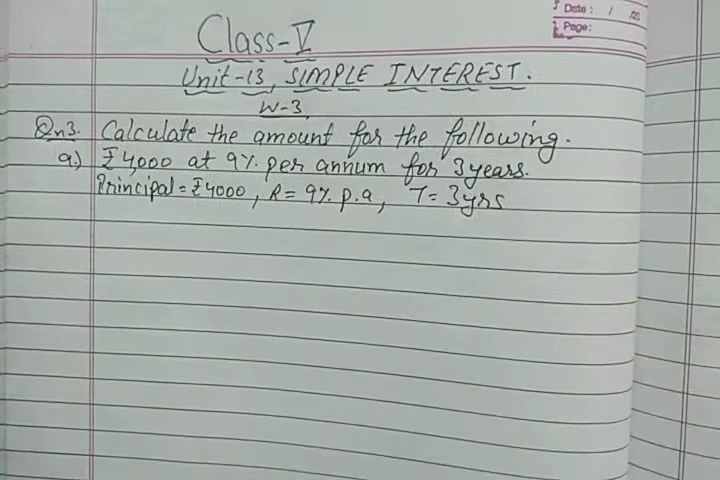 Date: / /20
Page:
Class-V
Unit-13, SIMPLE INTEREST.
W-3.
Qn3. Calculate the amount for the following.
a.) ₹4,000 at 9% per annum for 3 years.
Principal = ₹4000, R = 9% p.a, T = 3yrs